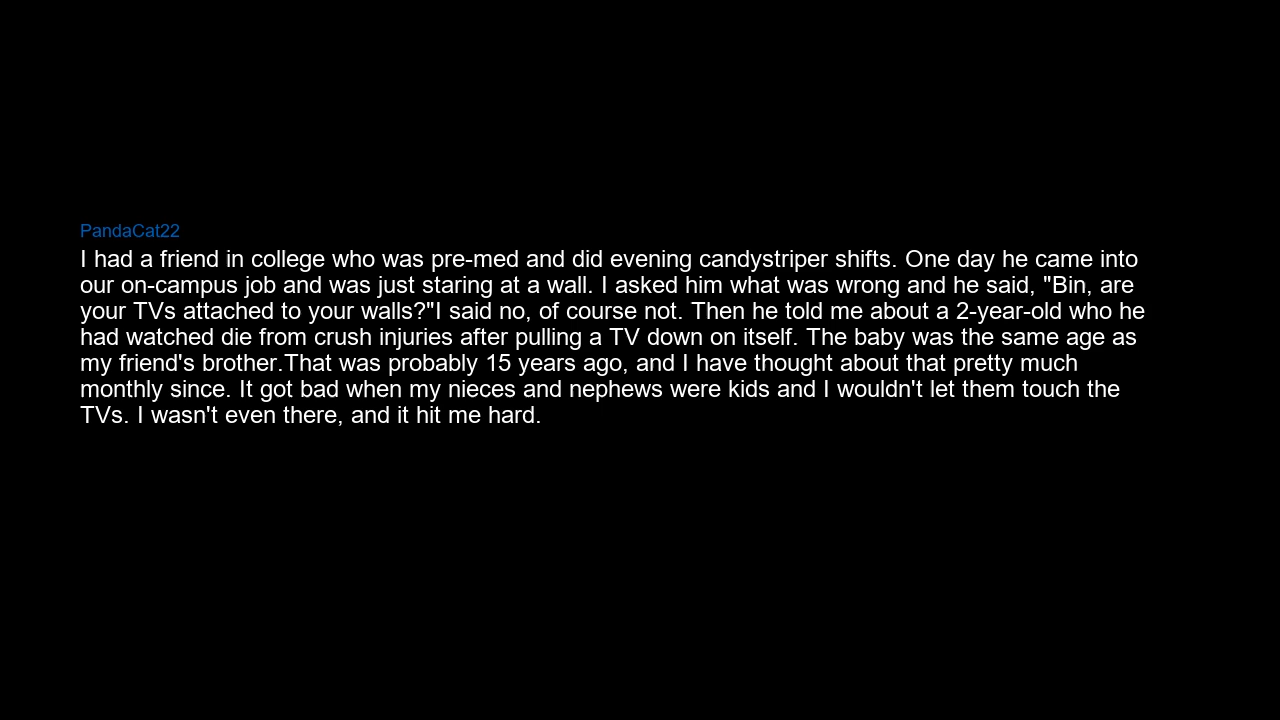 PandaCat22
I had a friend in college who was pre-med and did evening candystriper shifts. One day he came into
our on-campus job and was just staring at a wall. I asked him what was wrong and he said, "Bin, are
your TVs attached to your walls?"I said no, of course not. Then he told me about a 2-year-old who he
had watched die from crush injuries after pulling a TV down on itself. The baby was the same age as
my friend's brother.That was probably 15 years ago, and I have thought about that pretty much
monthly since. It got bad when my nieces and nephews were kids and I wouldn't let them touch the
TVs. I wasn't even there, and it hit me hard.